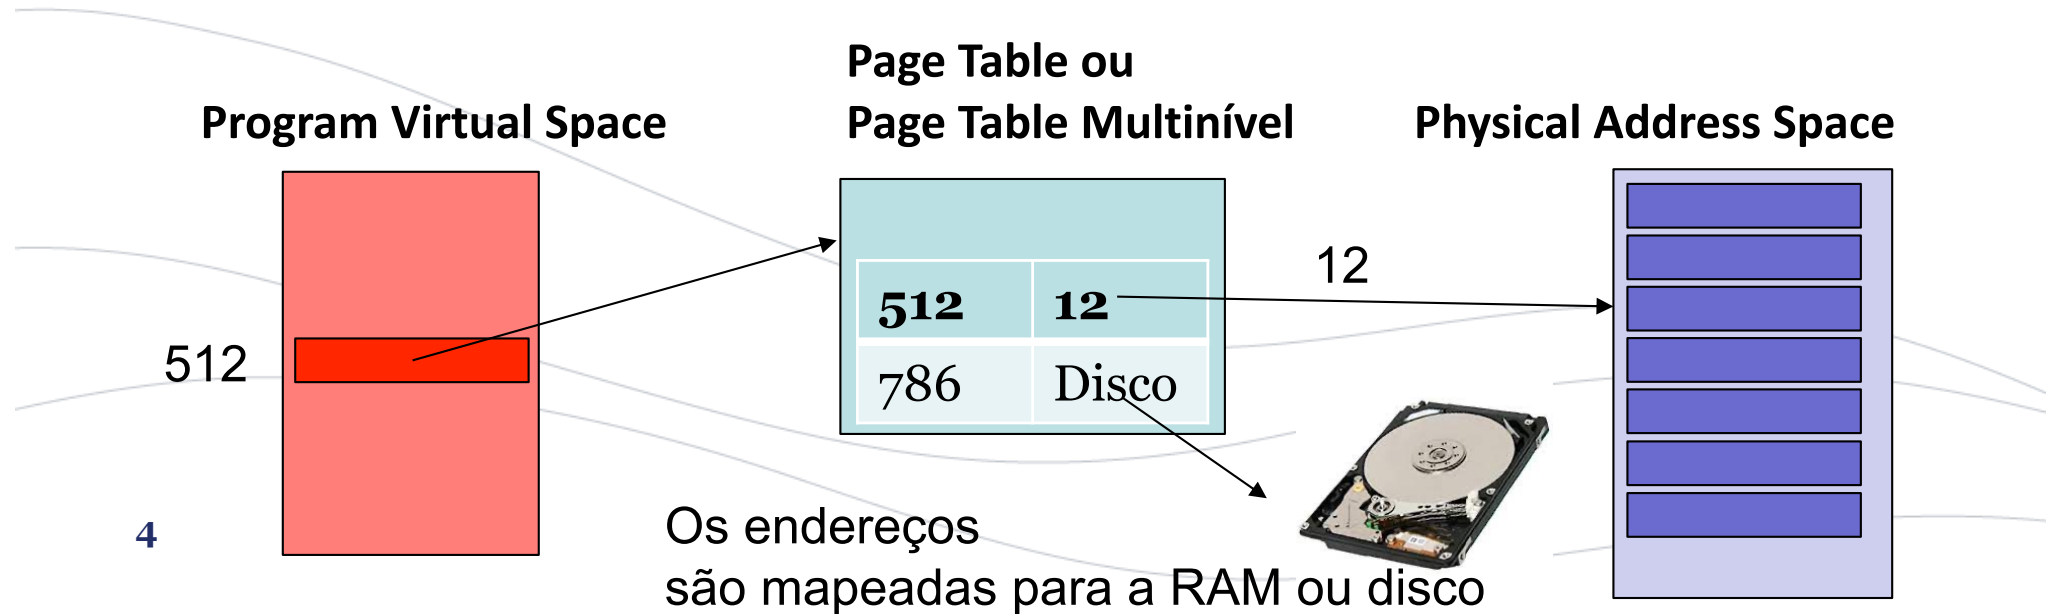 Page Table ou
Program Virtual Space
Page Table Multinível
Physical Address Space
12
512 12
512
786 Disco
4
Os endereços
são mapeadas para a RAM ou disco